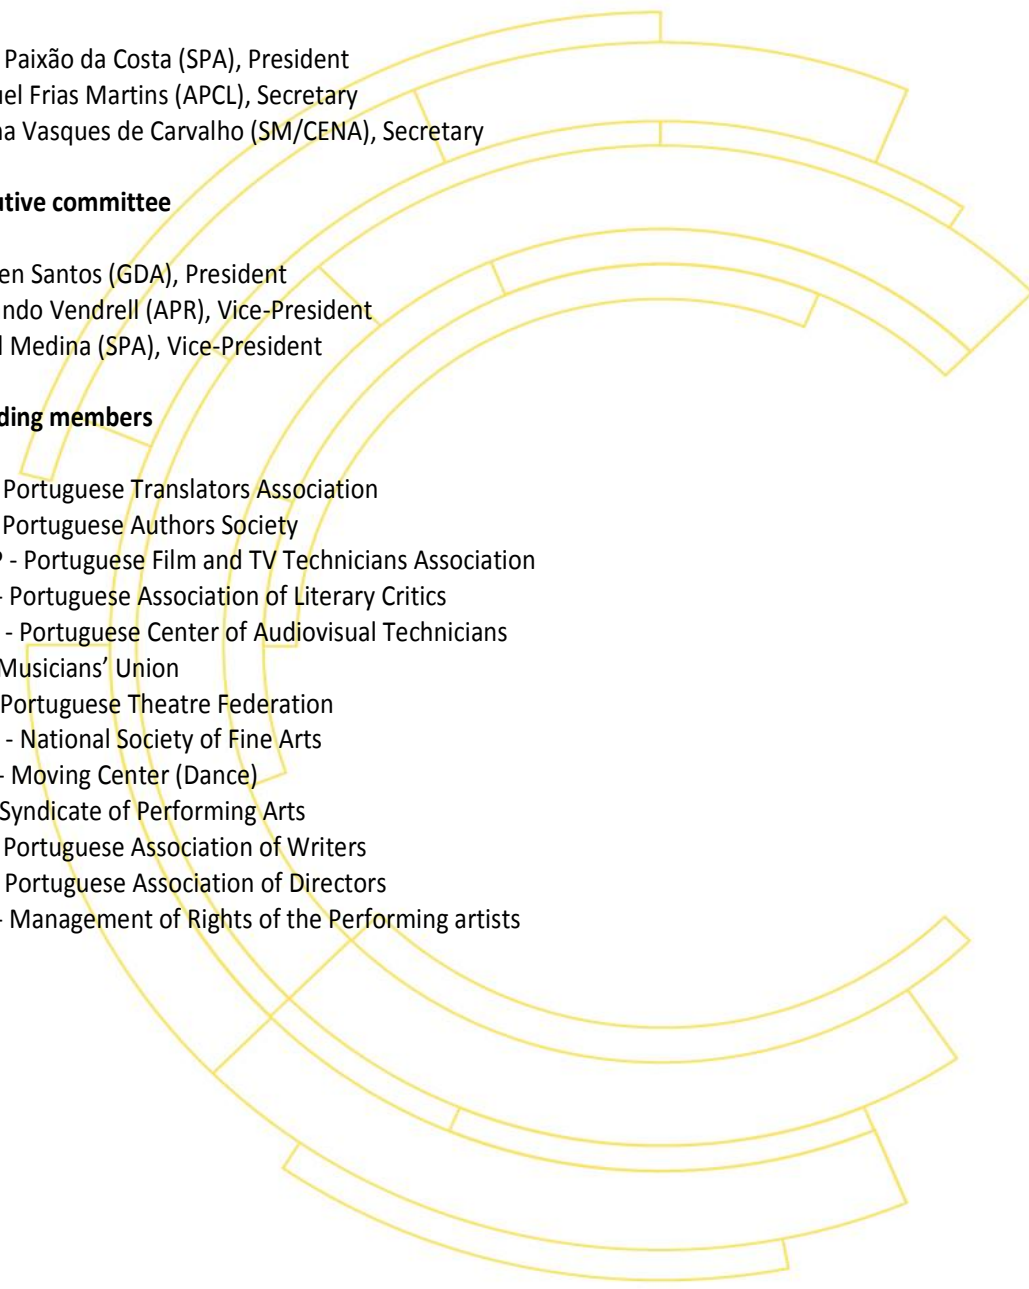 Paixão da Costa (SPA), President
uel Frias Martins (APCL), Secretary
na Vasques de Carvalho (SM/CENA), Secretary
utive committee
en Santos (GDA), President
ndo Vendrell (APR), Vice-President
l Medina (SPA), Vice-President
ding members
Portuguese Translators Association
Portuguese Authors Society
P - Portuguese Film and TV Technicians Association
- Portuguese Association of Literary Critics
- Portuguese Center of Audiovisual Technicians
Musicians’ Union
Portuguese Theatre Federation
- National Society of Fine Arts
- Moving Center (Dance)
Syndicate of Performing Arts
Portuguese Association of Writers
Portuguese Association of Directors
- Management of Rights of the Performing artists